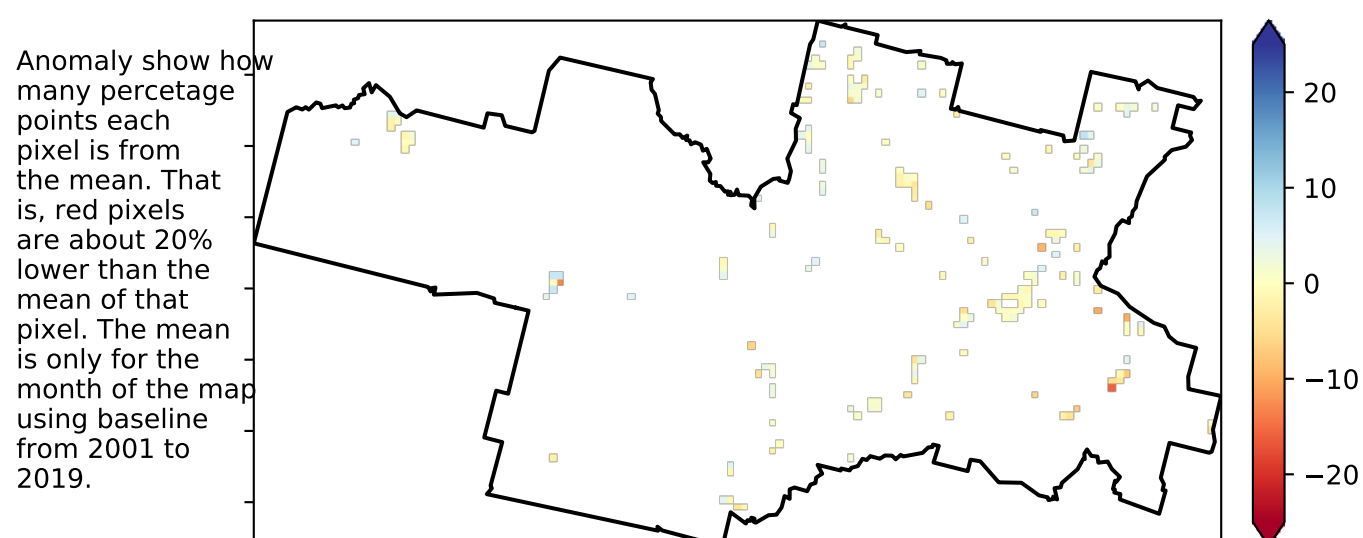 Anomaly show how
many percetage
points each
pixel is from
the mean. That
is, red pixels
are about 20%
lower than the
mean of that
pixel. The mean
is only for the
month of the map
using baseline
from 2001 to
2019.
20
10
0
−10
−20